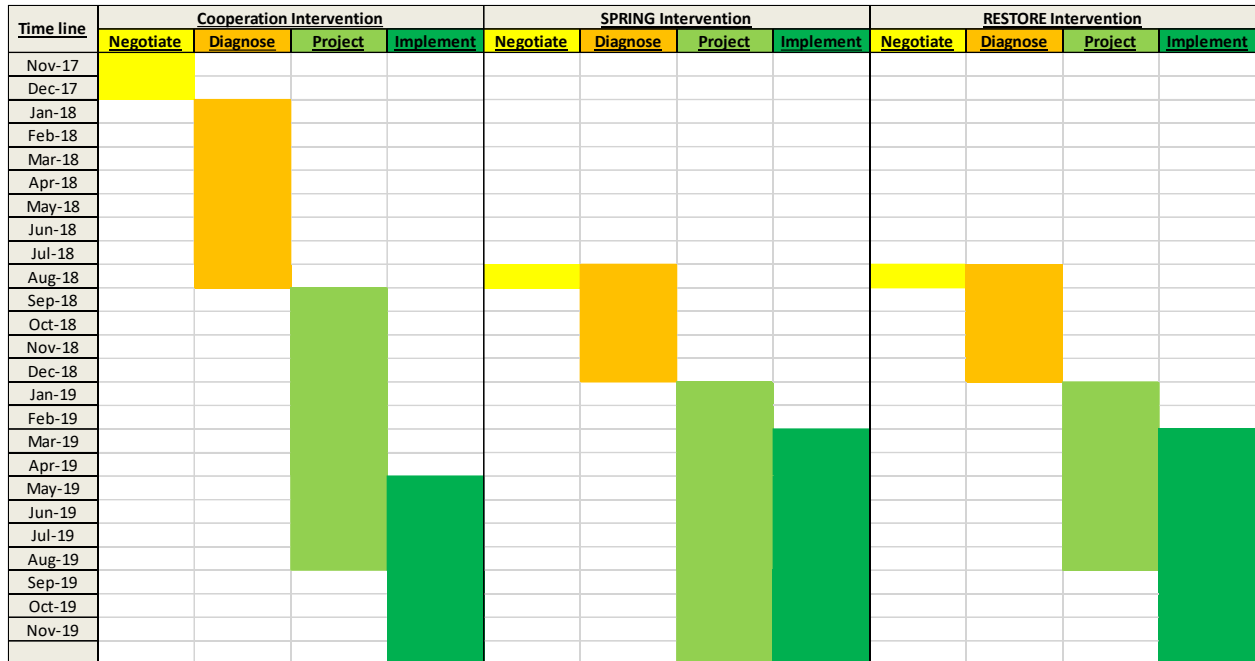 Time line Cooperation Intervention SPRING Intervention RESTORE Intervention
Negotiate Diagnose Project Implement Negotiate Diagnose Project Implement Negotiate Diagnose Project Implement
Nov-17
Dec-17
Jan-18
Feb-18
Mar-18
Apr-18
May-18
Jun-18
Jul-18
Aug-18
Sep-18
Oct-18
Nov-18
Dec-18
Jan-19
Feb-19
Mar-19
Apr-19
May-19
Jun-19
Jul-19
Aug-19
Sep-19
Oct-19
Nov-19